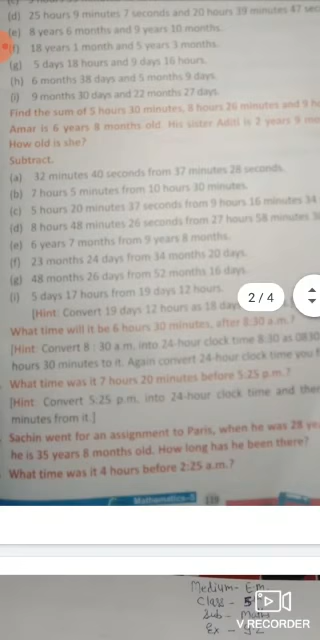 (d) 25 hours 9 minutes 7 seconds and 20 hours 39 minutes 47 sec
(e) 8 years 6 months and 9 years 10 months.
(f) 18 years 1 month and 5 years 3 months.
(g) 5 days 18 hours and 9 days 16 hours.
(h) 6 months 38 days and 5 months 9 days.
(i) 9 months 30 days and 22 months 27 days.
Find the sum of 5 hours 30 minutes, 8 hours 26 minutes and 9 h
Amar is 6 years 8 months old. His sister Aditi is 2 years 9
How old is she?
Subtract.
(a) 32 minutes 40 seconds from 37 minutes 28 seconds.
(b) 7 hours 5 minutes from 10 hours 30 minutes.
(c) 5 hours 20 minutes 37 seconds from 9 hours 16 minutes 34
(d) 8 hours 48 minutes 26 seconds from 27 hours 58 minutes
(e) 6 years 7 months from 9 years 8 months.
(f) 23 months 24 days from 34 months 20 days.
(g) 48 months 26 days from 52 months 16 days.
(i) 5 days 17 hours from 19 days 12 hours.
2/4
[Hint: Convert 19 days 12 hours as 18 day
What time will it be 6 hours 30 minutes, after 8:30 a.m.?
[Hint: Convert 8 : 30 a.m. into 24-hour clock time 8:30 as 0830
hours 30 minutes to it. Again convert 24-hour clock time you
What time was it 7 hours 20 minutes before 5:25 p.m.?
[Hint: Convert 5:25 p.m. into 24-hour clock time and the
minutes from it.]
Sachin went for an assignment to Paris, when he was 28 ye
he is 35 years 8 months old. How long has he been there?
What time was it 4 hours before 2:25 a.m.?
Mathematics-5 139
Medium- Em
Class - 5
Sub - Maths
Ex - 9.2
V RECORDER